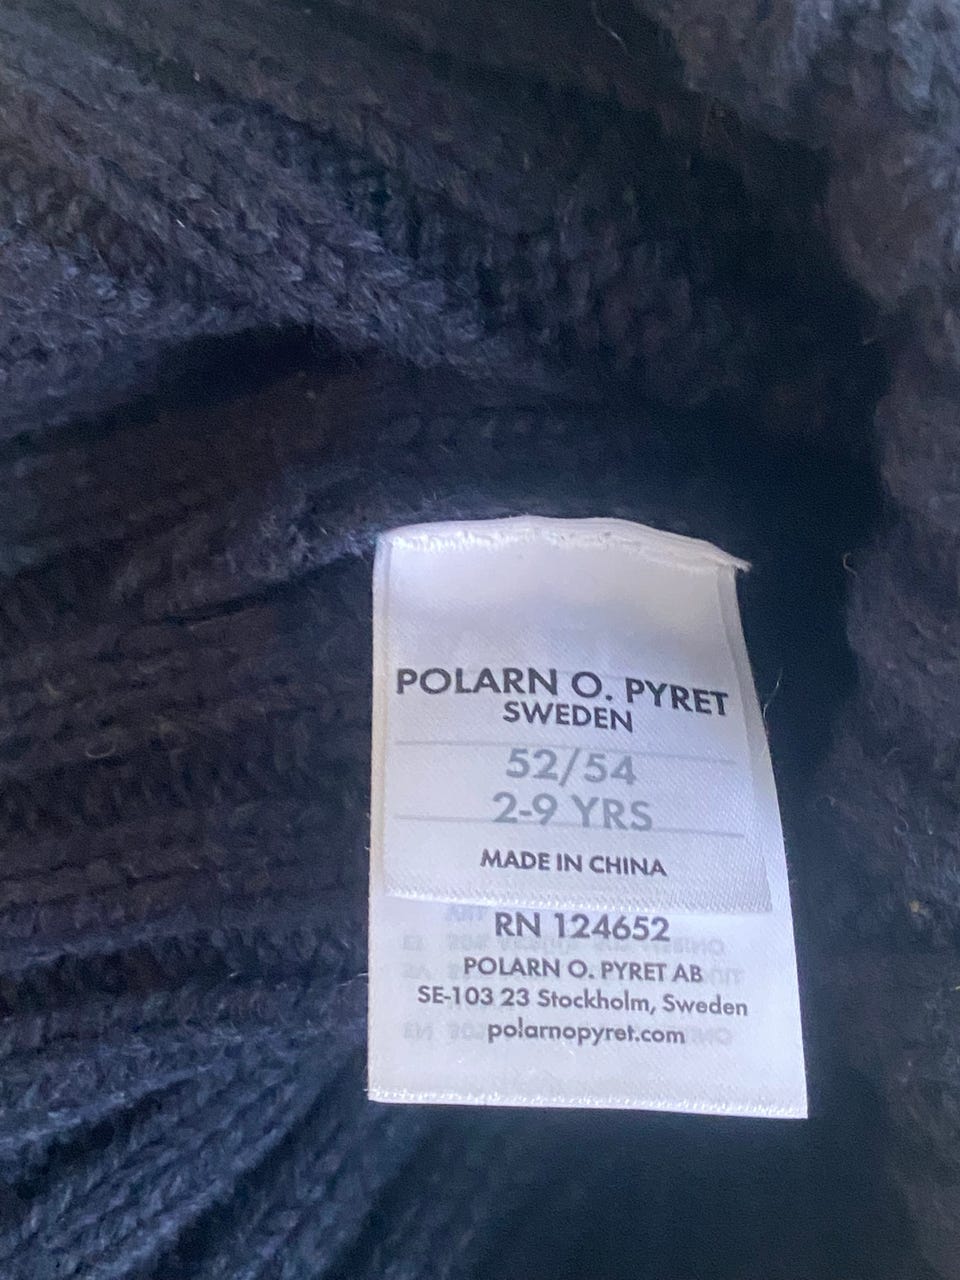 POLARN O. PYRET
SWEDEN
52/54
2-9 YRS
MADE IN CHINA
RN 124652
POLARN O. PYRET AB
SE-103 23 Stockholm, Sweden
polarnopyret.com